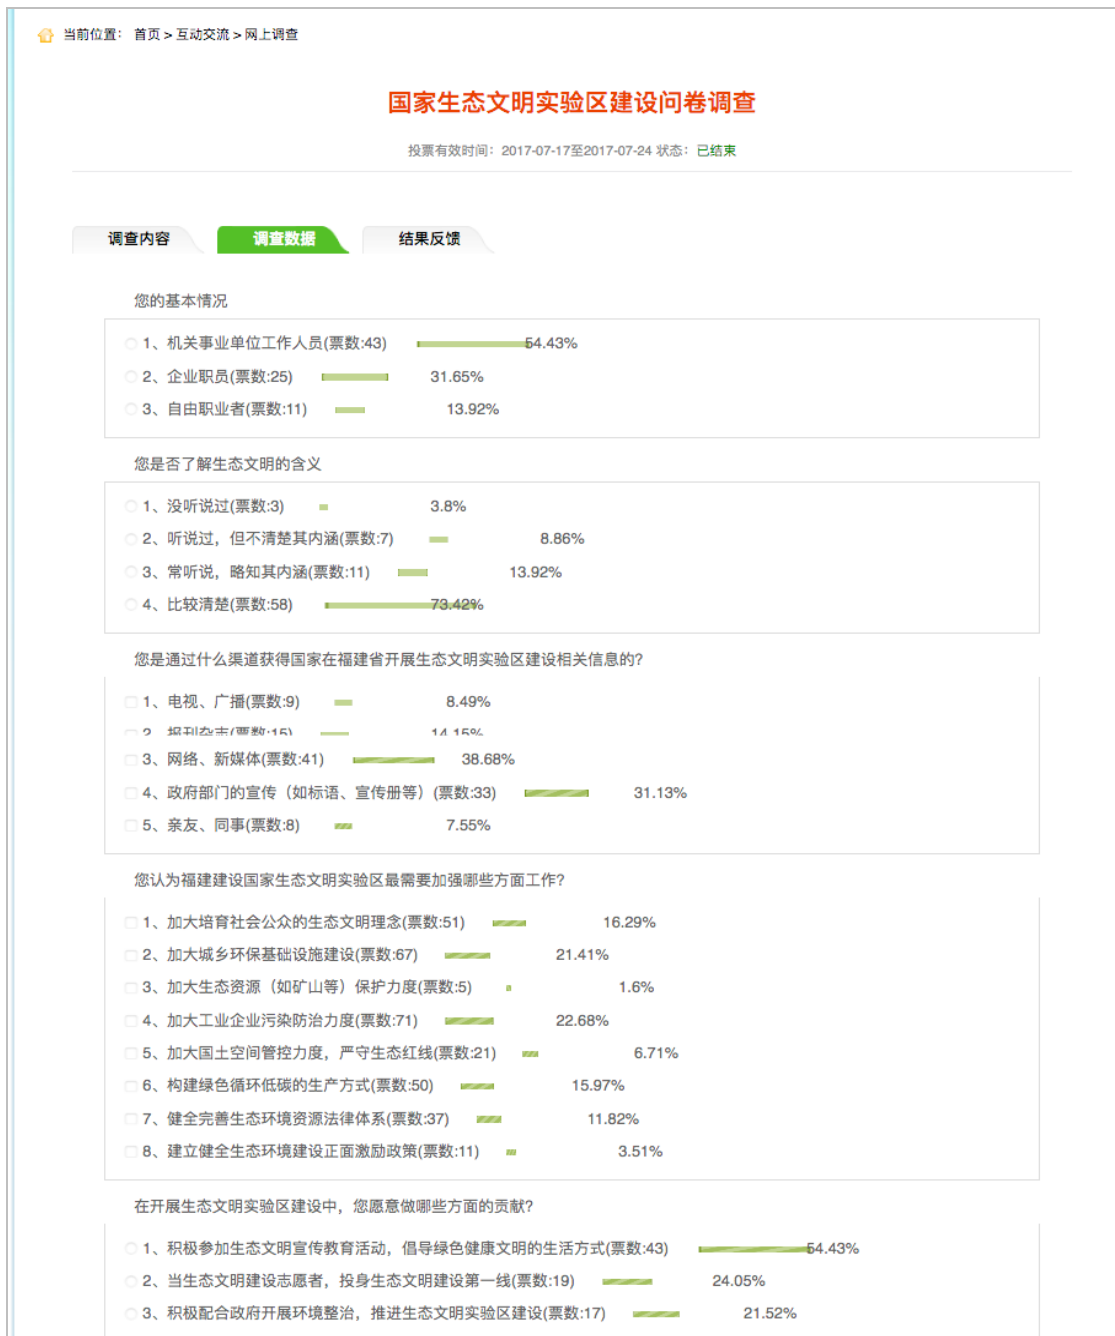 当前位置： 首页 > 互动交流 > 网上调查
国家生态文明实验区建设问卷调查
投票有效时间：2017-07-17至2017-07-24 状态：已结束
调查内容 调查数据 结果反馈
您的基本情况
1、机关事业单位工作人员(票数:43) 54.43%
2、企业职员(票数:25) 31.65%
3、自由职业者(票数:11) 13.92%
您是否了解生态文明的含义
1、没听说过(票数:3) 3.8%
2、听说过，但不清楚其内涵(票数:7) 8.86%
3、常听说，略知其内涵(票数:11) 13.92%
4、比较清楚(票数:58) 73.42%
您是通过什么渠道获得国家在福建省开展生态文明实验区建设相关信息的?
1、电视、广播(票数:9) 8.49%
2、报刊杂志(票数:15) 14.15%
3、网络、新媒体(票数:41) 38.68%
4、政府部门的宣传（如标语、宣传册等）(票数:33) 31.13%
5、亲友、同事(票数:8) 7.55%
您认为福建建设国家生态文明实验区最需要加强哪些方面工作?
1、加大培育社会公众的生态文明理念(票数:51) 16.29%
2、加大城乡环保基础设施建设(票数:67) 21.41%
3、加大生态资源（如矿山等）保护力度(票数:5) 1.6%
4、加大工业企业污染防治力度(票数:71) 22.68%
5、加大国土空间管控力度，严守生态红线(票数:21) 6.71%
6、构建绿色循环低碳的生产方式(票数:50) 15.97%
7、健全完善生态环境资源法律体系(票数:37) 11.82%
8、建立健全生态环境建设正面激励政策(票数:11) 3.51%
在开展生态文明实验区建设中，您愿意做哪些方面的贡献?
1、积极参加生态文明宣传教育活动，倡导绿色健康文明的生活方式(票数:43) 54.43%
2、当生态文明建设志愿者，投身生态文明建设第一线(票数:19) 24.05%
3、积极配合政府开展环境整治，推进生态文明实验区建设(票数:17) 21.52%